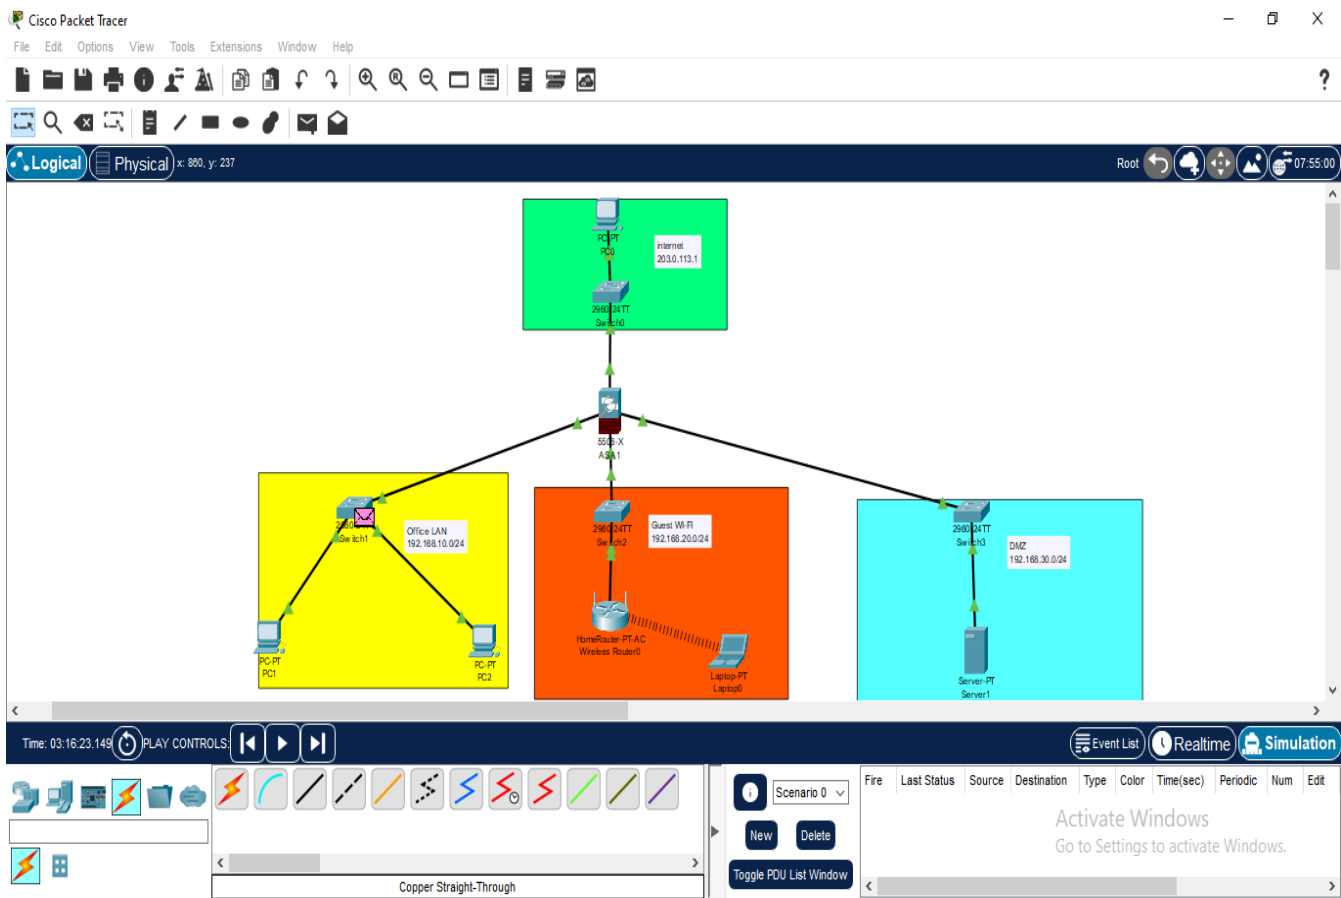 Cisco Packet Tracer
File Edit Options View Tools Extensions Window Help
?
Logical Physical x: 860, y: 237 Root 07:55:00
PC-PT
PC0
internet
203.0.113.1
2960-24TT
Switch0
5506-X
ASA1
2960-24TT
Switch1
Office LAN
192.168.10.0/24
PC-PT
PC1
PC-PT
PC2
2960-24TT
Switch2
Guest WI-FI
192.168.20.0/24
HomeRouter-PT-AC
Wireless Router0
Laptop-PT
Laptop0
2960-24TT
Switch3
DMZ
192.168.30.0/24
Server-PT
Server1
Time: 03:16:23.149 PLAY CONTROLS: Event List Realtime Simulation
Scenario 0
New Delete
Toggle PDU List Window
Fire Last Status Source Destination Type Color Time(sec) Periodic Num Edit
Activate Windows
Go to Settings to activate Windows.
Copper Straight-Through